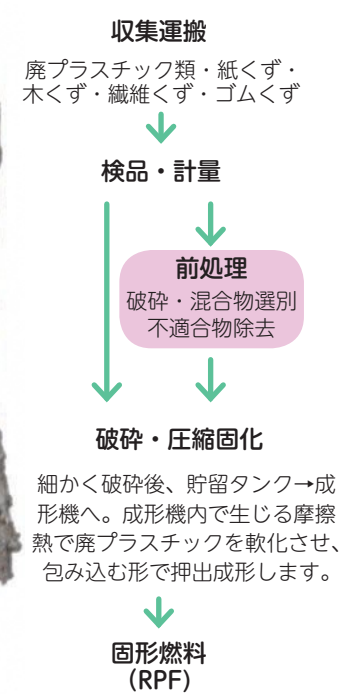 収集運搬
廃プラスチック類・紙くず・
木くず・繊維くず・ゴムくず
検品・計量
前処理
破砕・混合物選別
不適合物除去
破砕・圧縮固化
細かく破砕後、貯留タンク→成
形機へ。成形機内で生じる摩擦
熱で廃プラスチックを軟化させ、
包み込む形で押出成形します。
固形燃料
(RPF)